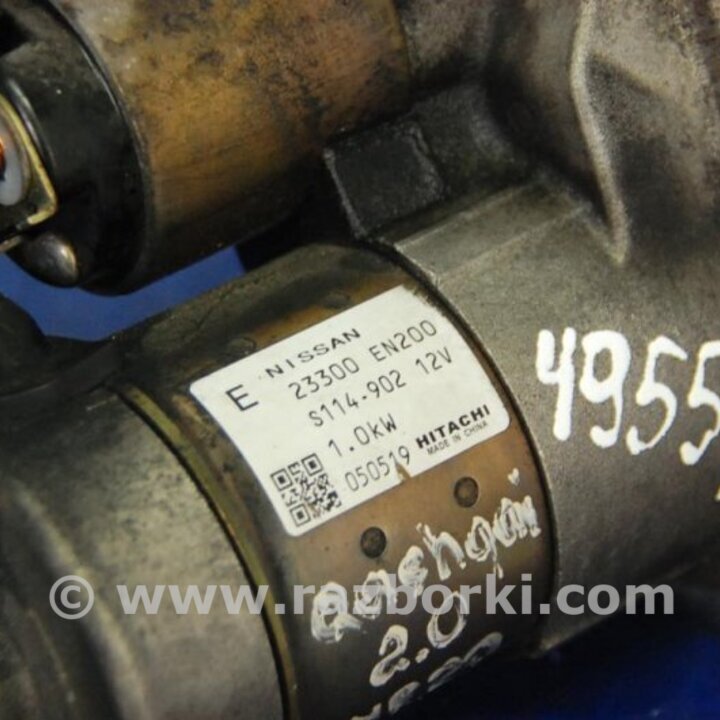 E NISSAN
23300 EN200
S114-902 12V
1.0kW
050519 HITACHI
MADE IN CHINA
4955
Qaehqai
2.0
© www.razborki.com